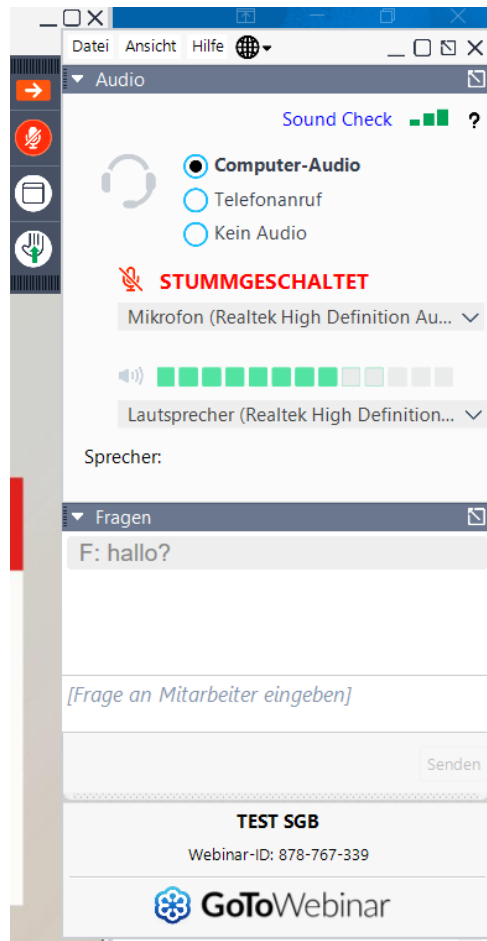 Datei Ansicht Hilfe
Audio
Sound Check ?
Computer-Audio
Telefonanruf
Kein Audio
STUMMGESCHALTET
Mikrofon (Realtek High Definition Au...
Lautsprecher (Realtek High Definition...
Sprecher:
Fragen
F: hallo?
[Frage an Mitarbeiter eingeben]
Senden
TEST SGB
Webinar-ID: 878-767-339
GoToWebinar